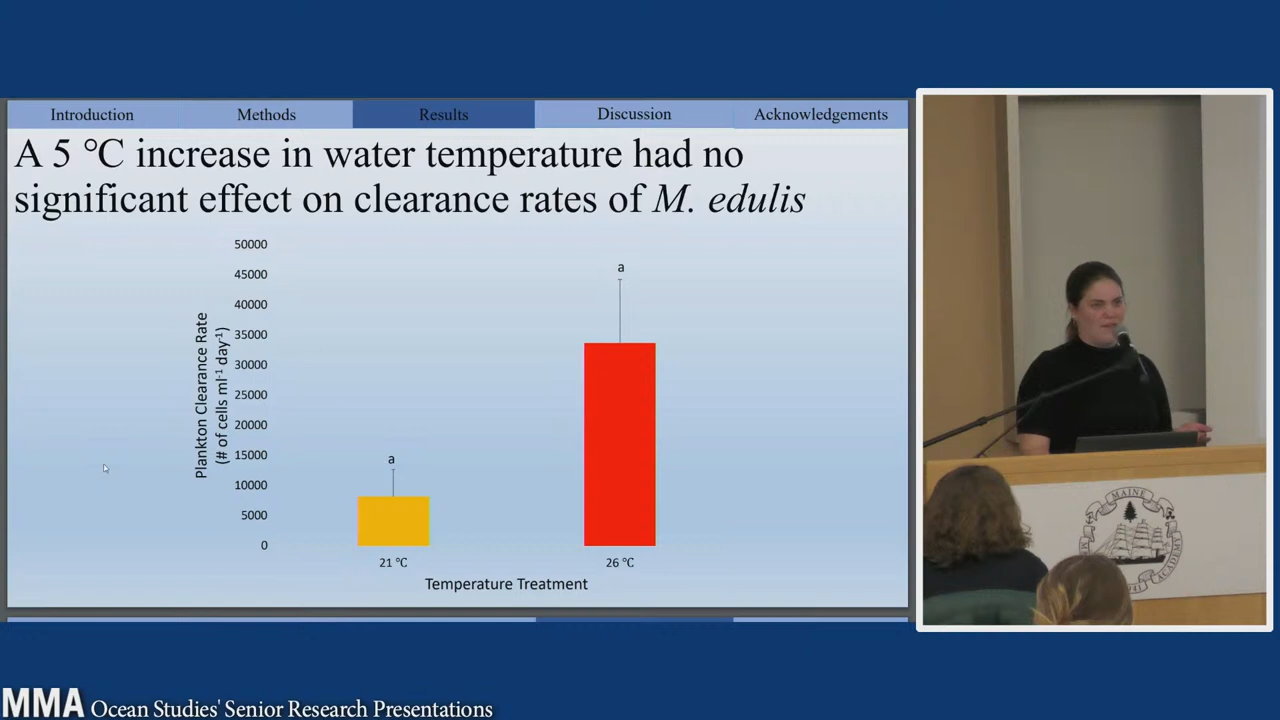 Introduction
Methods
Results
Discussion
Acknowledgements
A 5 °C increase in water temperature had no
significant effect on clearance rates of M. edulis
50000
45000
40000
35000
30000
25000
20000
15000
10000
5000
0
Plankton Clearance Rate
(# of cells ml⁻¹ day⁻¹)
a
a
21 °C
26 °C
Temperature Treatment
MAINE
ACADEMY
MMA Ocean Studies' Senior Research Presentations